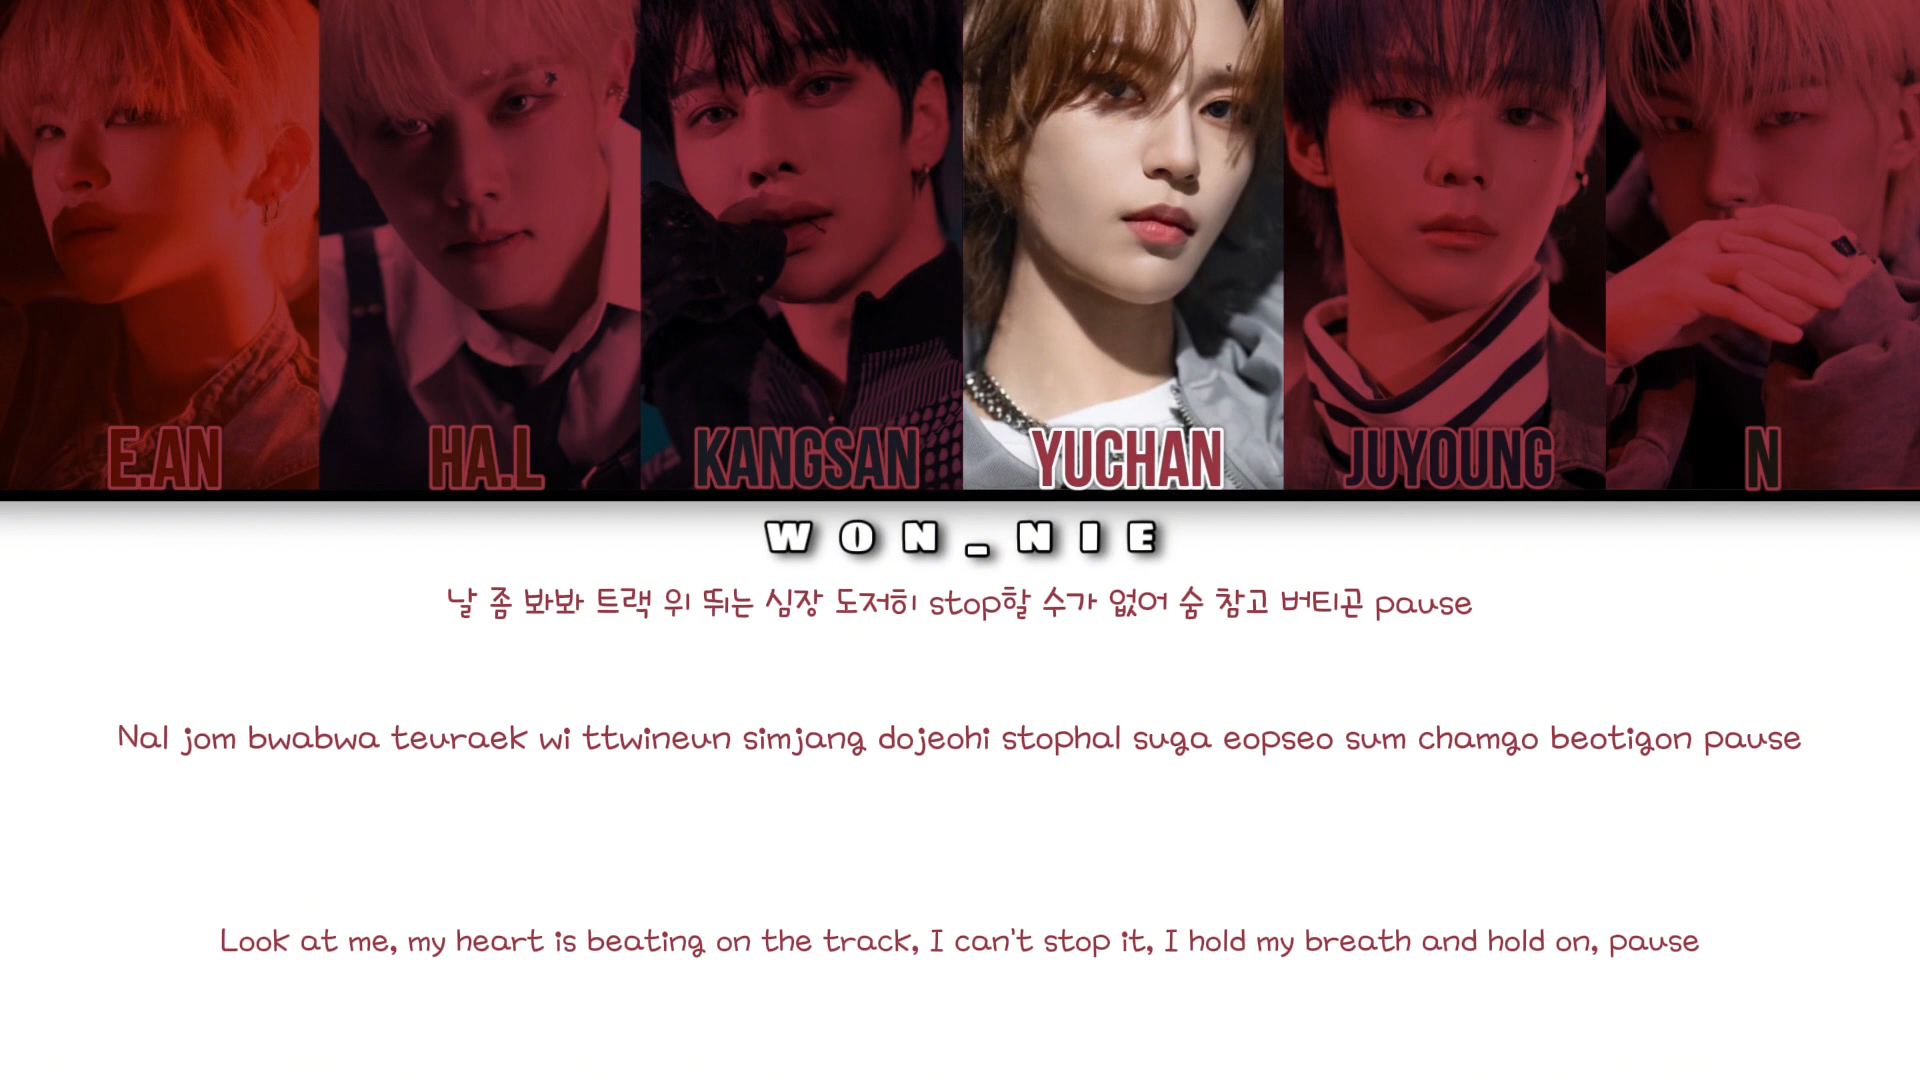 E.AN
HA.L
KANGSAN
YUCHAN
JUYOUNG
N
WON_NIE
날 좀 봐봐 트랙 위 뛰는 심장 도저히 stop할 수가 없어 숨 참고 버티곤 pause
Nal jom bwabwa teuraek wi ttwineun simjang dojeohi stophal suga eopseo sum chamgo beotigon pause
Look at me, my heart is beating on the track, I can't stop it, I hold my breath and hold on, pause